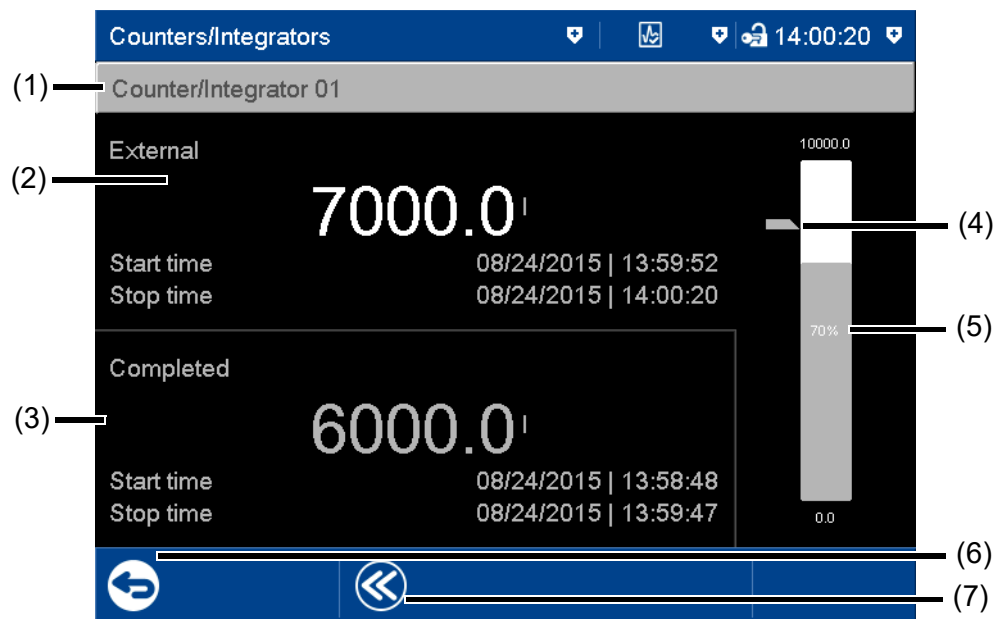 Counters/Integrators 14:00:20
(1) Counter/Integrator 01
External
10000.0
(2)
7000.0 l
(4)
Start time 08/24/2015 | 13:59:52
Stop time 08/24/2015 | 14:00:20
70% (5)
Completed
(3)
6000.0 l
Start time 08/24/2015 | 13:58:48
Stop time 08/24/2015 | 13:59:47
0.0
(6)
(7)